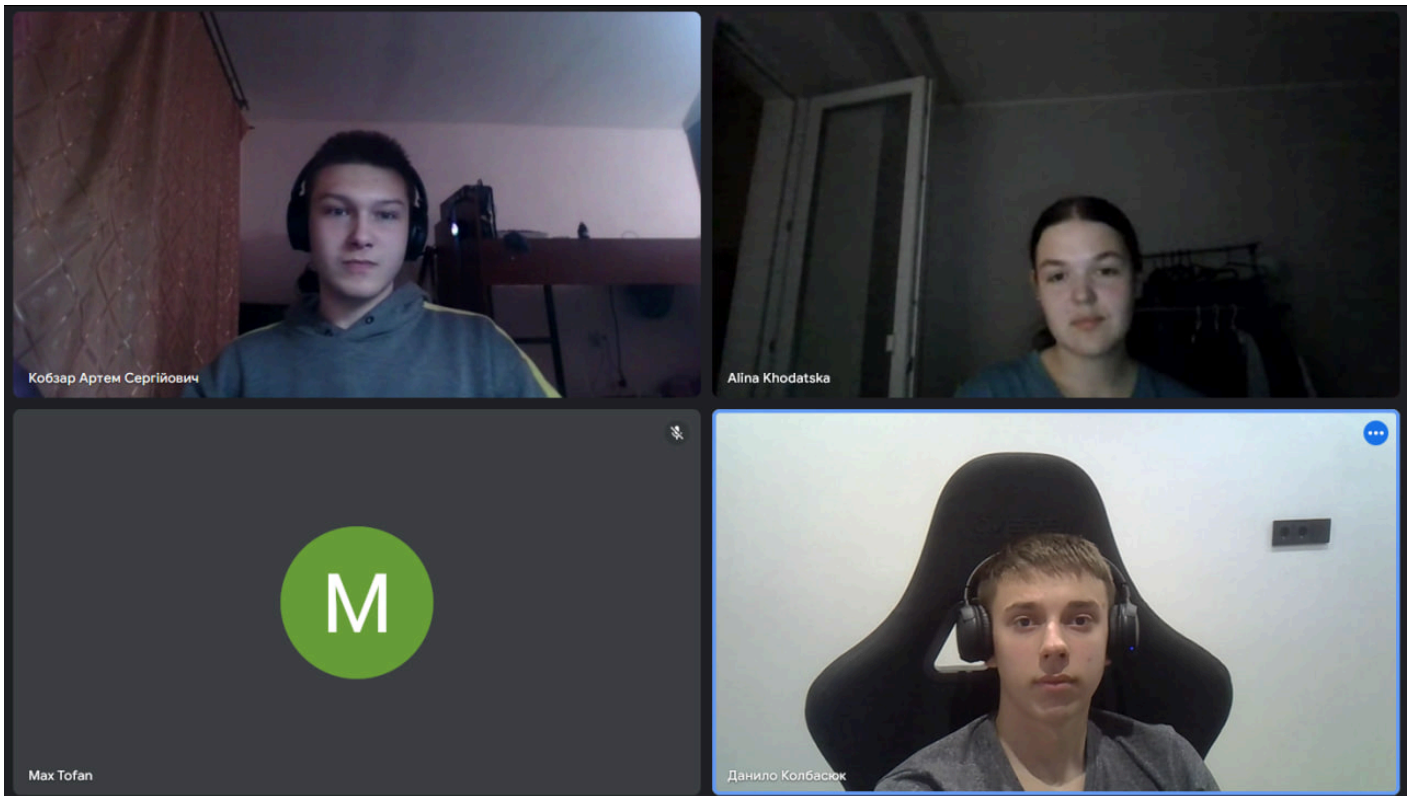 Кобзар Артем Сергійович
Alina Khodatska
M
Max Tofan
Данило Колбасюк